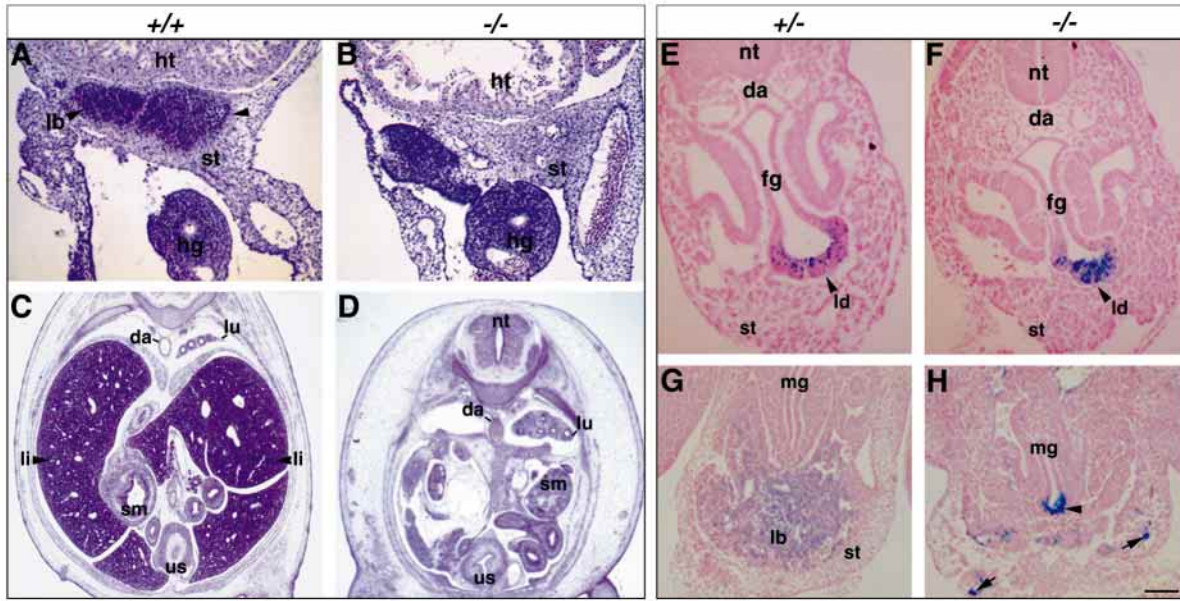 +/+ -/- +/- -/-
A ht lb st hg
B ht st hg
E nt da fg ld st
F nt da fg ld st
C da lu li li sm us
D nt da lu sm us
G mg lb st
H mg